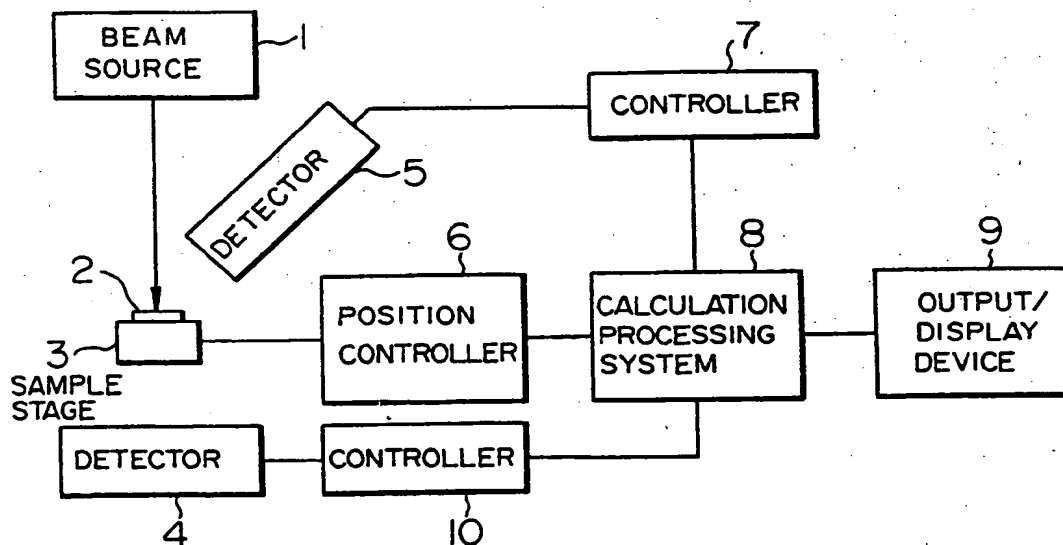 BEAM
SOURCE
1
7
CONTROLLER
DETECTOR
5
2
3
SAMPLE
STAGE
6
POSITION
CONTROLLER
8
CALCULATION
PROCESSING
SYSTEM
9
OUTPUT/
DISPLAY
DEVICE
DETECTOR
4
CONTROLLER
10